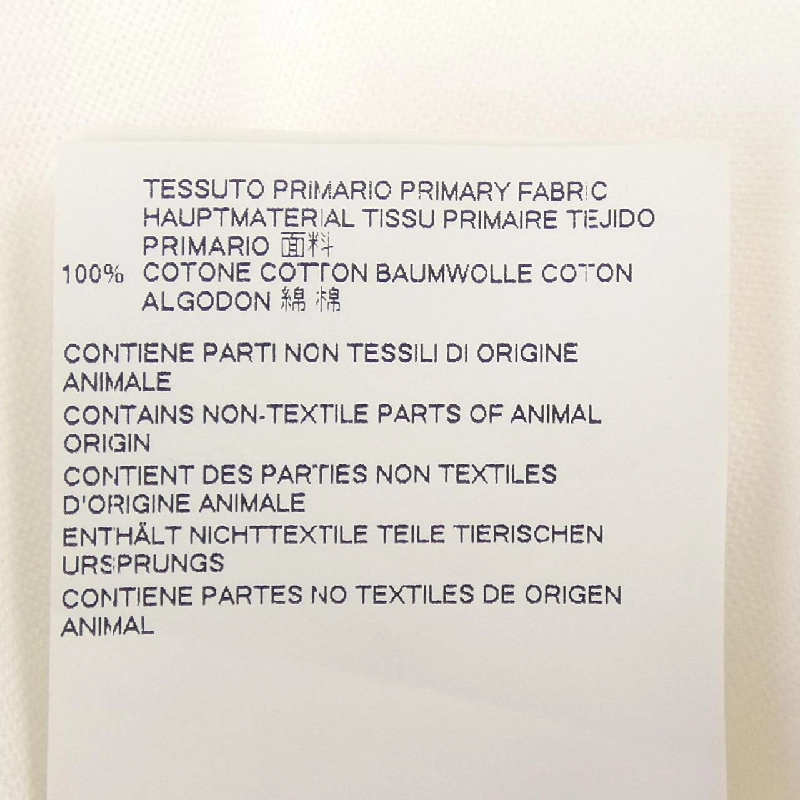 TESSUTO PRIMARIO PRIMARY FABRIC
HAUPTMATERIAL TISSU PRIMAIRE TEJIDO
PRIMARIO 面料
100% COTONE COTTON BAUMWOLLE COTON
ALGODON 綿 棉
CONTIENE PARTI NON TESSILI DI ORIGINE
ANIMALE
CONTAINS NON-TEXTILE PARTS OF ANIMAL
ORIGIN
CONTIENT DES PARTIES NON TEXTILES
D'ORIGINE ANIMALE
ENTHÄLT NICHTTEXTILE TEILE TIERISCHEN
URSPRUNGS
CONTIENE PARTES NO TEXTILES DE ORIGEN
ANIMAL